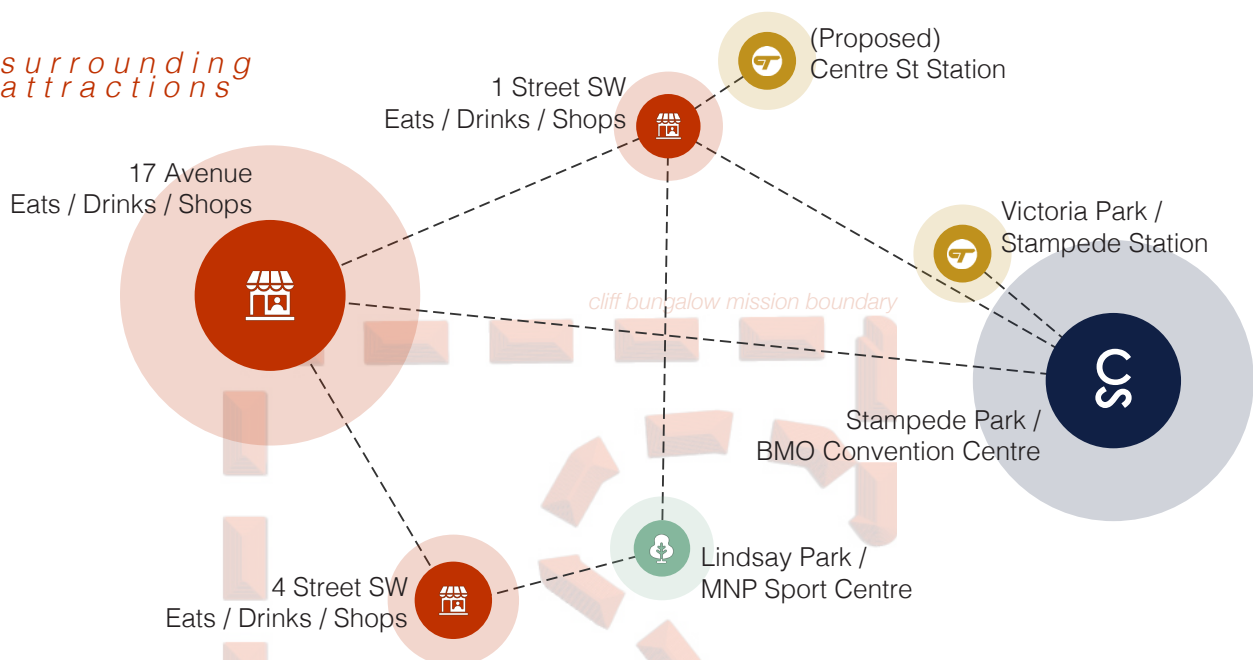 surrounding
attractions
(Proposed)
Centre St Station
1 Street SW
Eats / Drinks / Shops
17 Avenue
Eats / Drinks / Shops
Victoria Park /
Stampede Station
cliff bungalow mission boundary
CS
Stampede Park /
BMO Convention Centre
Lindsay Park /
MNP Sport Centre
4 Street SW
Eats / Drinks / Shops